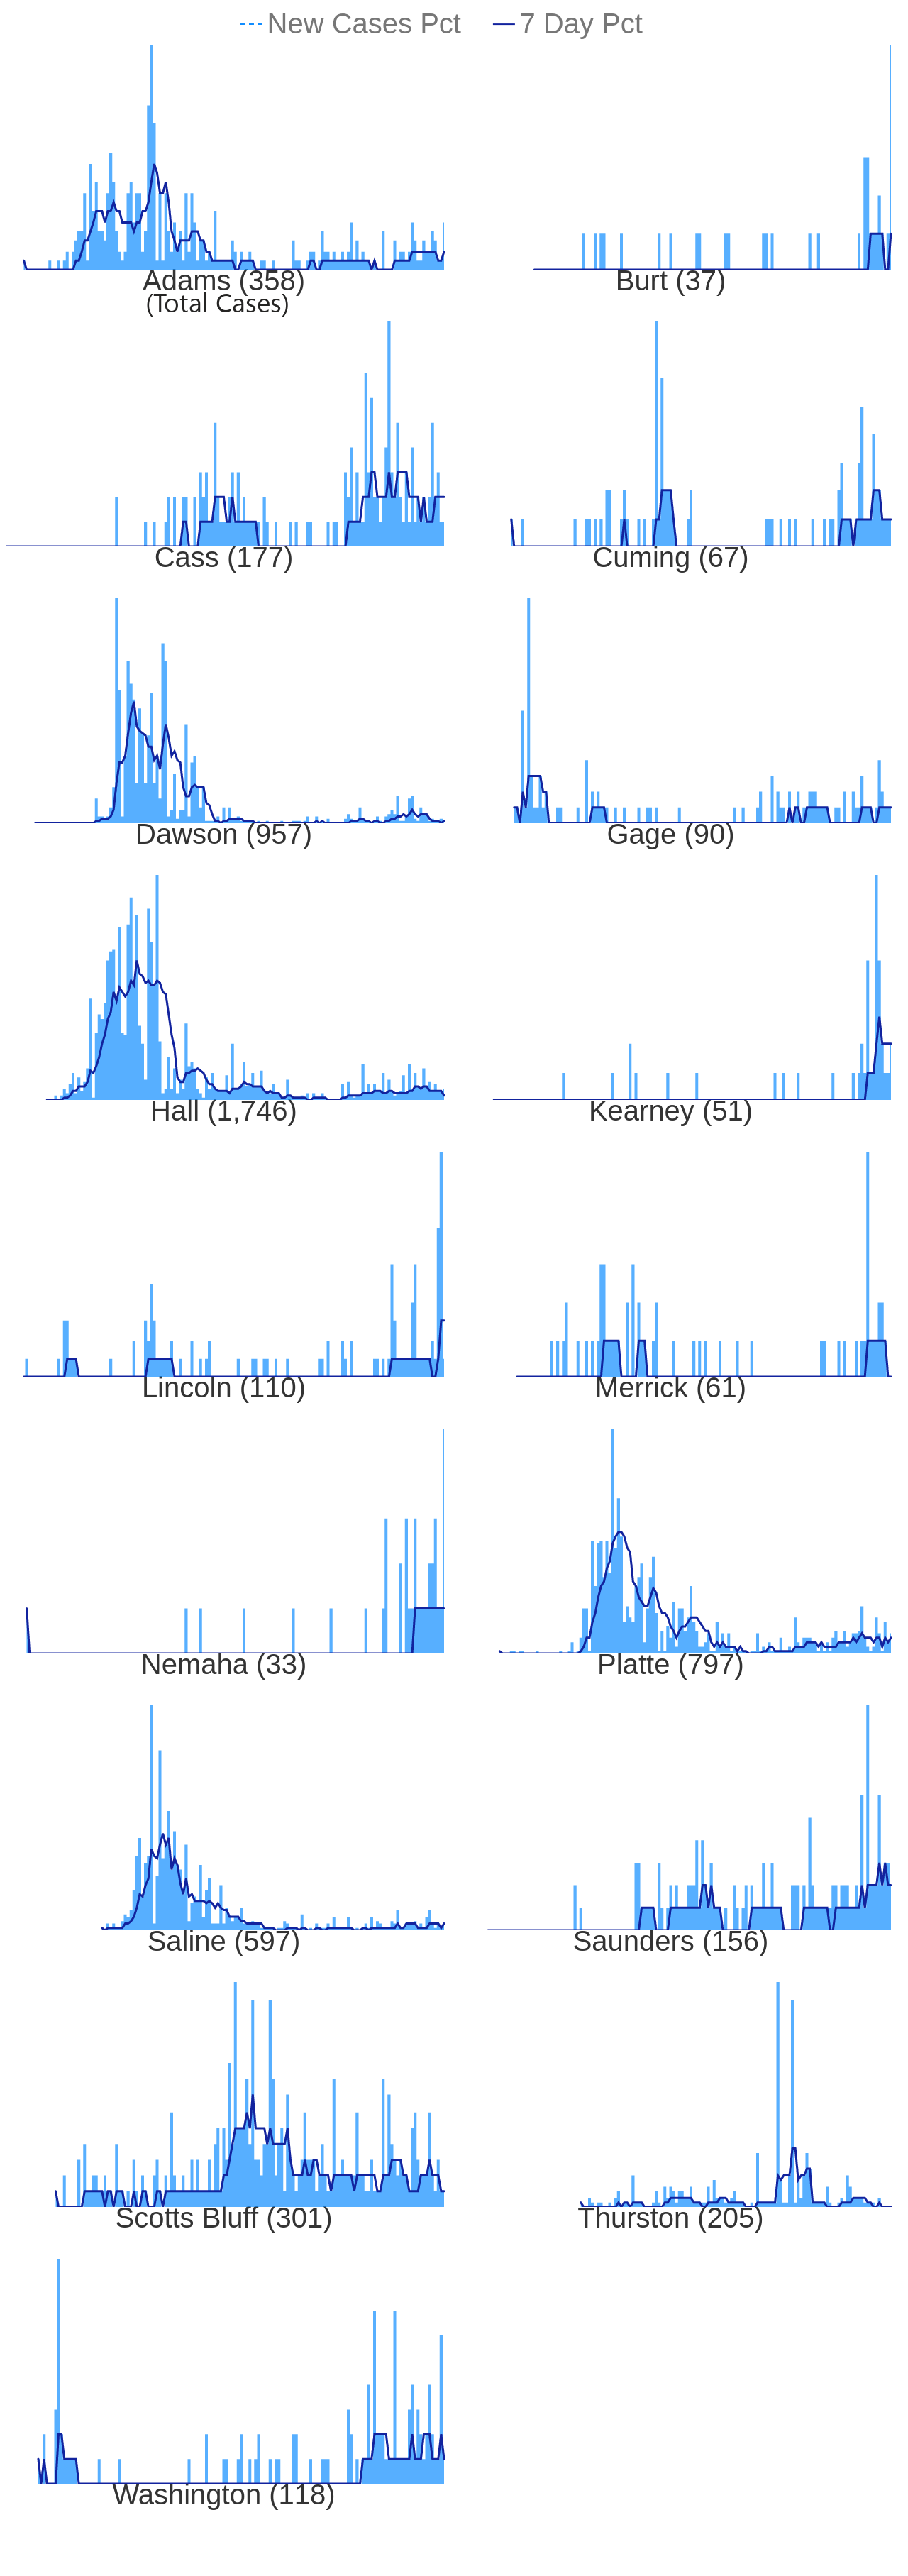 New Cases Pct 7 Day Pct
Adams (358) Burt (37)
(Total Cases)
Cass (177) Cuming (67)
Dawson (957) Gage (90)
Hall (1,746) Kearney (51)
Lincoln (110) Merrick (61)
Nemaha (33) Platte (797)
Saline (597) Saunders (156)
Scotts Bluff (301) Thurston (205)
Washington (118)